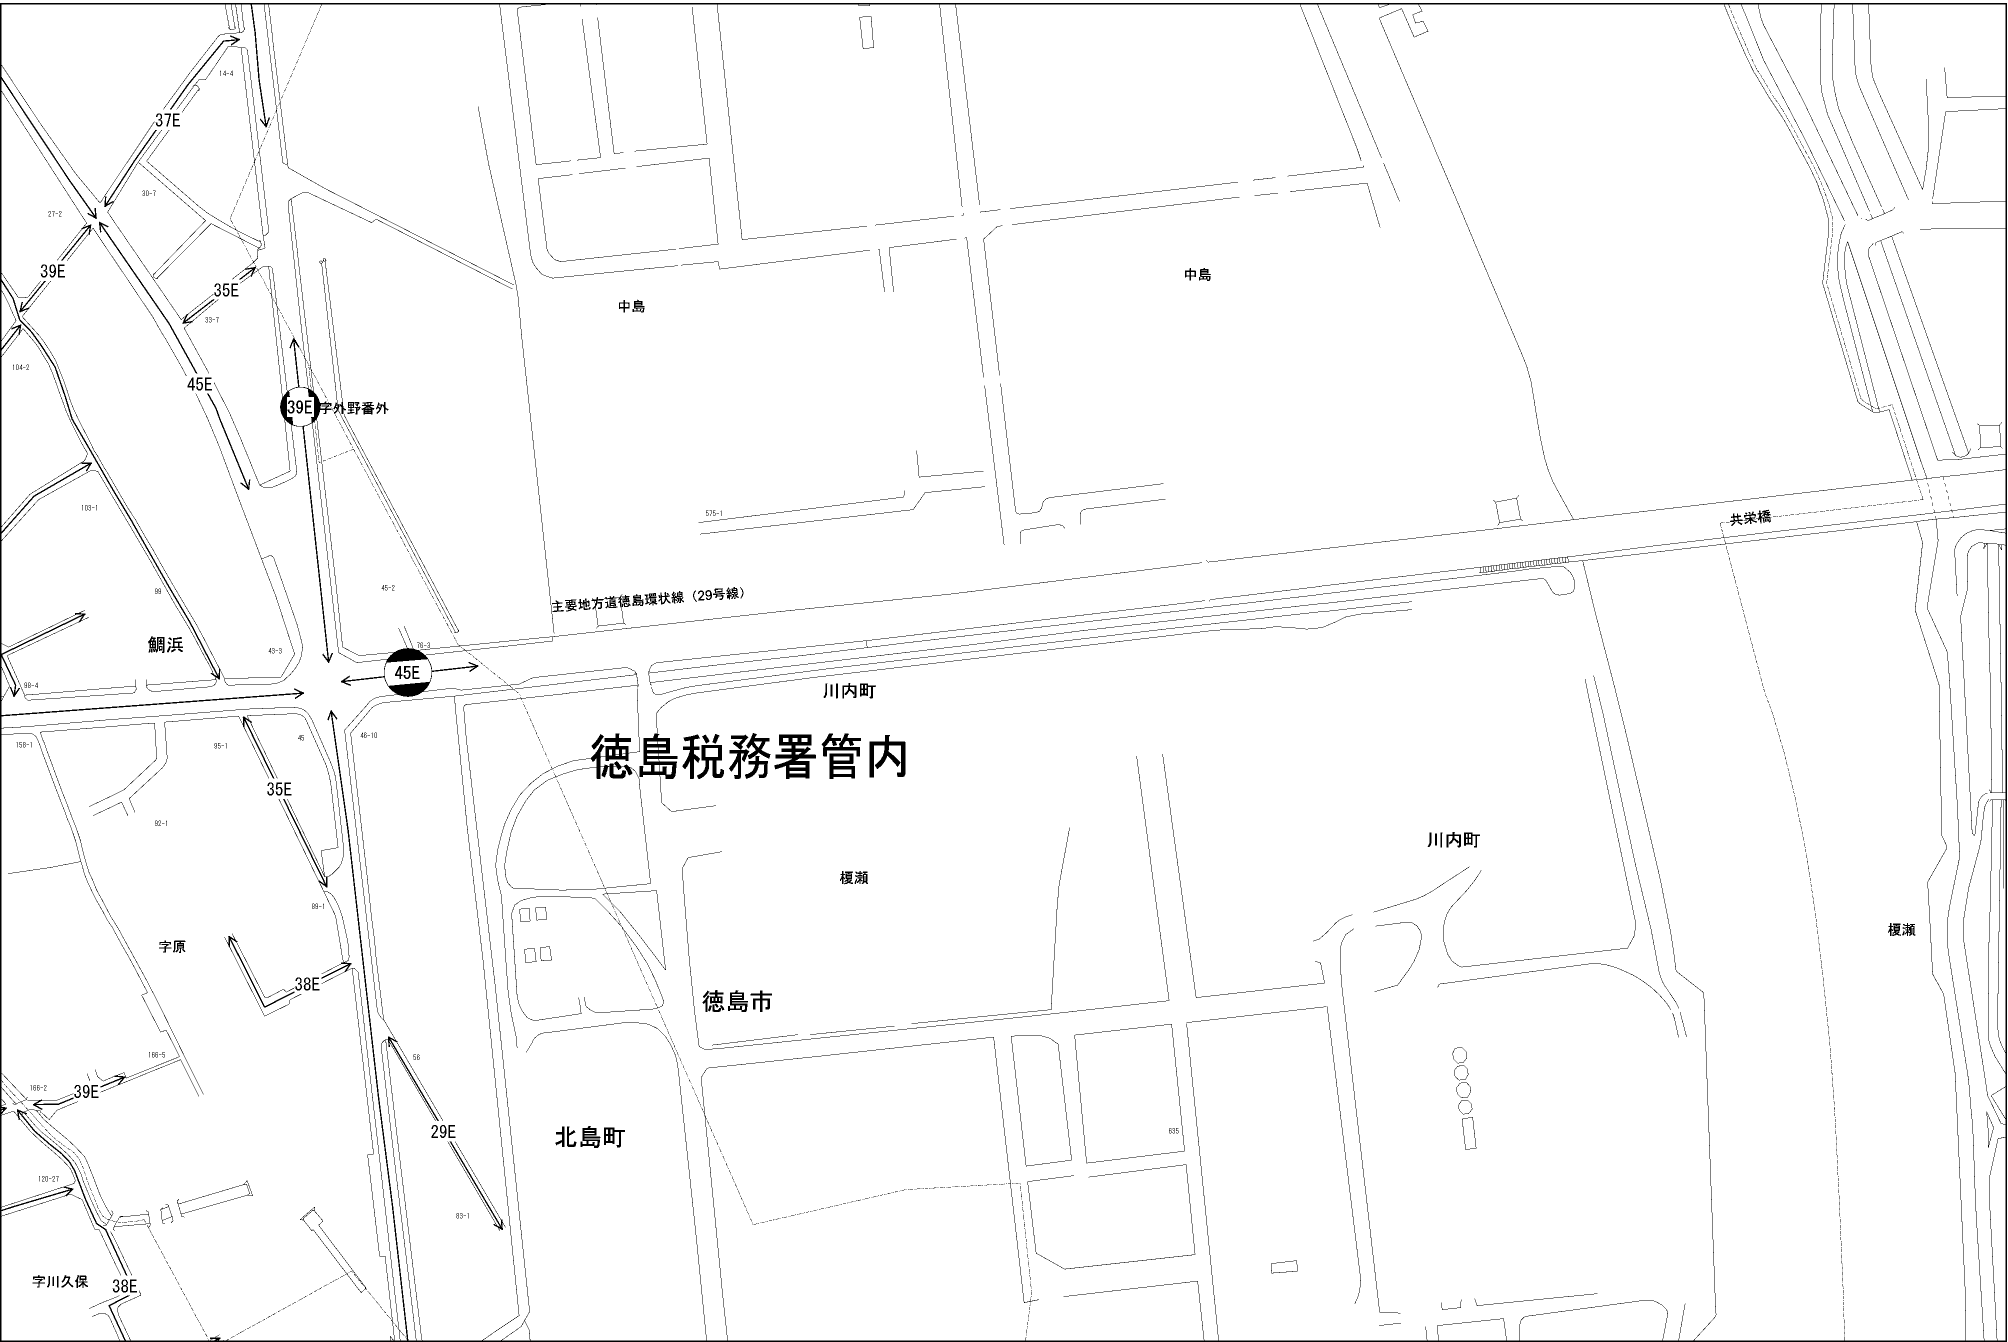 14-4
37E
30-7
27-2
39E
35E
中島
中島
33-7
104-2
45E
39E
字外野番外
103-1
575-1
共栄橋
99
45-2
主要地方道徳島環状線（29号線）
鯛浜
43-3
76-3
45E
98-4
川内町
158-1
95-1
45
46-10
徳島税務署管内
35E
92-1
川内町
榎瀬
89-1
榎瀬
字原
38E
徳島市
166-5
56
166-2
39E
29E
北島町
635
120-27
83-1
字川久保
38E